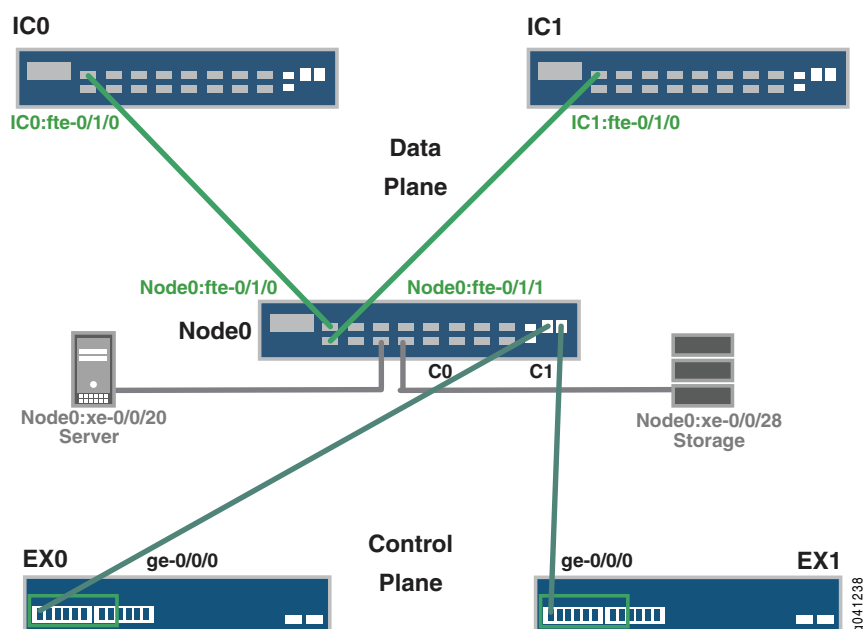 IC0
IC1
IC0:fte-0/1/0
IC1:fte-0/1/0
Data
Plane
Node0:fte-0/1/0
Node0:fte-0/1/1
Node0
C0
C1
Node0:xe-0/0/20
Server
Node0:xe-0/0/28
Storage
Control
Plane
EX0
ge-0/0/0
ge-0/0/0
EX1
g041238